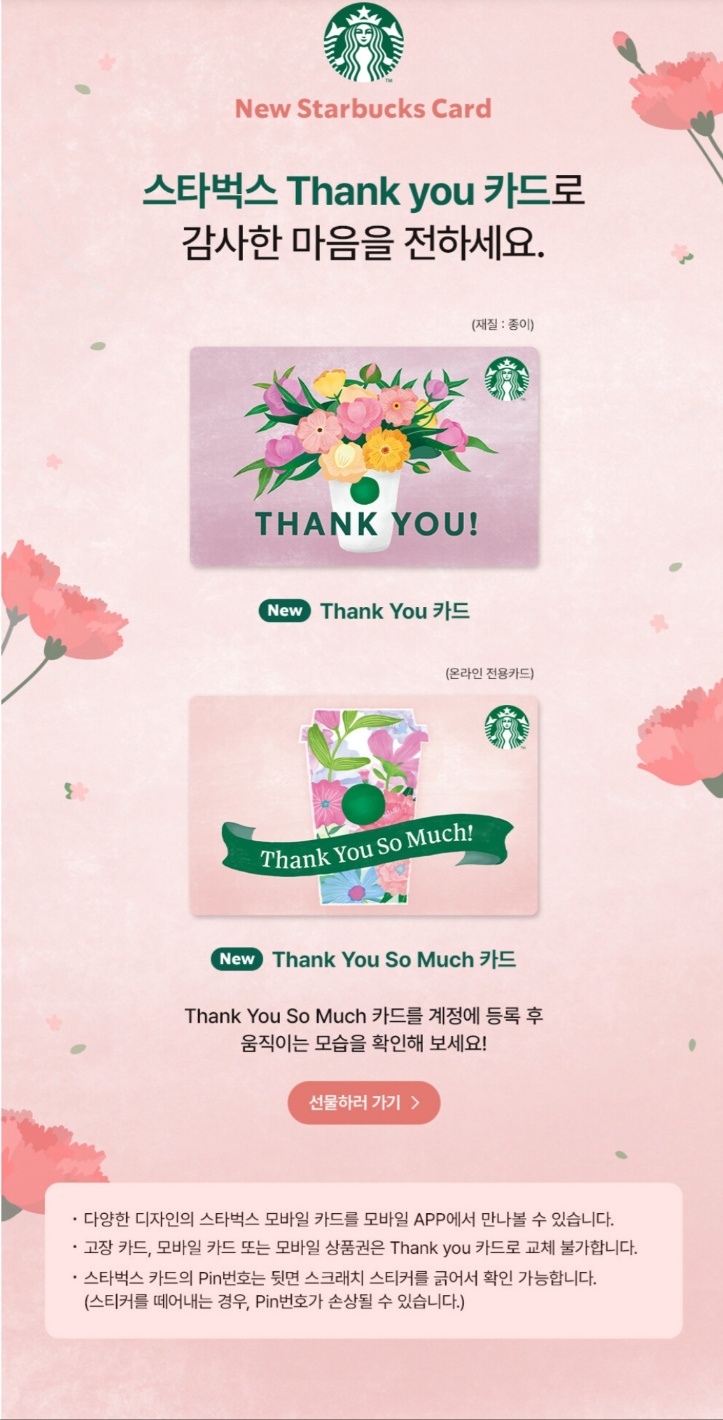 New Starbucks Card
스타벅스 Thank you 카드로
감사한 마음을 전하세요.
(재질 : 종이)
THANK YOU!
New Thank You 카드
(온라인 전용카드)
Thank You So Much!
New Thank You So Much 카드
Thank You So Much 카드를 계정에 등록 후
움직이는 모습을 확인해 보세요!
선물하러 가기 >
· 다양한 디자인의 스타벅스 모바일 카드를 모바일 APP에서 만나볼 수 있습니다.
· 고장 카드, 모바일 카드 또는 모바일 상품권은 Thank you 카드로 교체 불가합니다.
· 스타벅스 카드의 Pin번호는 뒷면 스크래치 스티커를 긁어서 확인 가능합니다.
(스티커를 떼어내는 경우, Pin번호가 손상될 수 있습니다.)